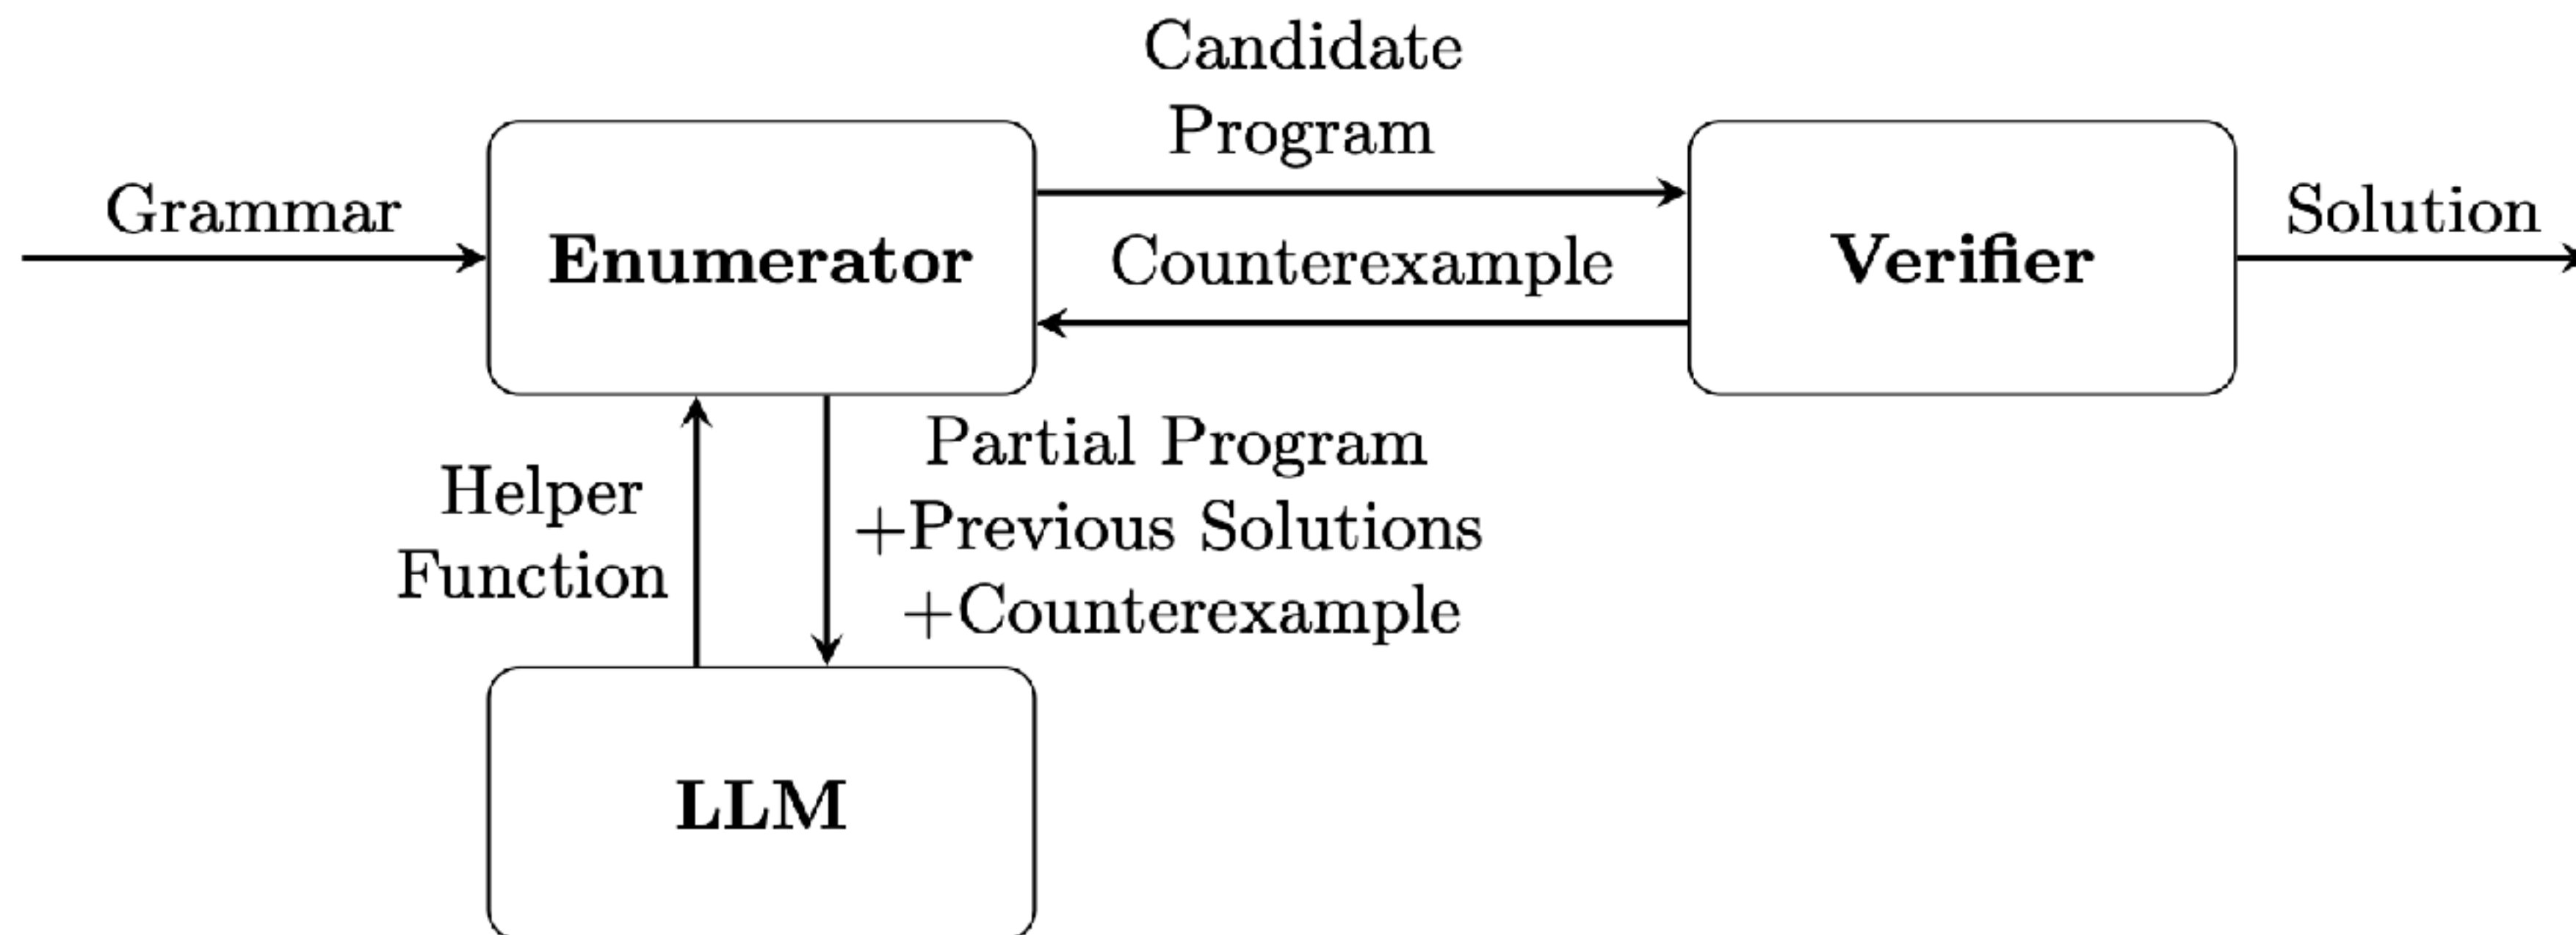 Candidate
Program
Grammar
Enumerator
Counterexample
Verifier
Solution
Helper
Function
Partial Program
+Previous Solutions
+Counterexample
LLM